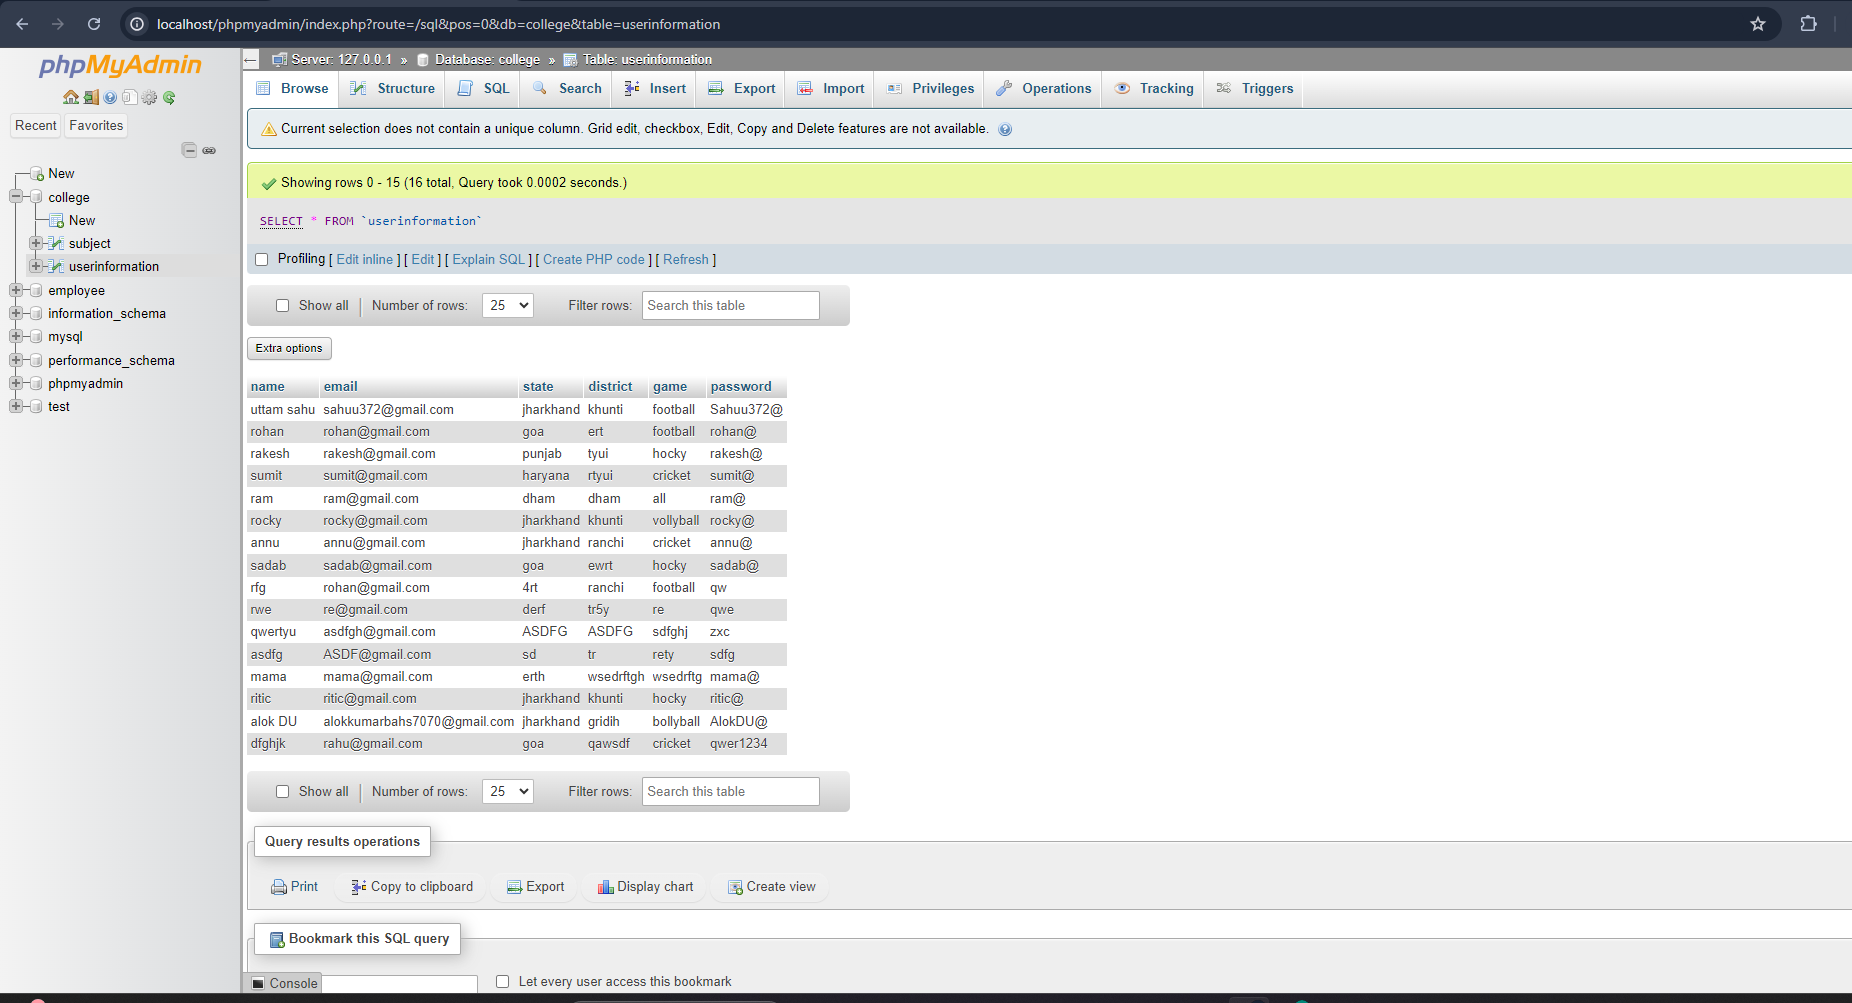 localhost/phpmyadmin/index.php?route=/sql&pos=0&db=college&table=userinformation
phpMyAdmin
Recent Favorites
New
college
New
subject
userinformation
employee
information_schema
mysql
performance_schema
phpmyadmin
test
Server: 127.0.0.1 » Database: college » Table: userinformation
Browse Structure SQL Search Insert Export Import Privileges Operations Tracking Triggers
Current selection does not contain a unique column. Grid edit, checkbox, Edit, Copy and Delete features are not available.
Showing rows 0 - 15 (16 total, Query took 0.0002 seconds.)
SELECT * FROM `userinformation`
Profiling [ Edit inline ] [ Edit ] [ Explain SQL ] [ Create PHP code ] [ Refresh ]
Show all Number of rows: 25 Filter rows: Search this table
Extra options
name email state district game password
uttam sahu sahuu372@gmail.com jharkhand khunti football Sahuu372@
rohan rohan@gmail.com goa ert football rohan@
rakesh rakesh@gmail.com punjab tyui hocky rakesh@
sumit sumit@gmail.com haryana rtyui cricket sumit@
ram ram@gmail.com dham dham all ram@
rocky rocky@gmail.com jharkhand khunti vollyball rocky@
annu annu@gmail.com jharkhand ranchi cricket annu@
sadab sadab@gmail.com goa ewrt hocky sadab@
rfg rohan@gmail.com 4rt ranchi football qw
rwe re@gmail.com derf tr5y re qwe
qwertyu asdfgh@gmail.com ASDFG ASDFG sdfghj zxc
asdfg ASDF@gmail.com sd tr rety sdfg
mama mama@gmail.com erth wsedrftgh wsedrftg mama@
ritic ritic@gmail.com jharkhand khunti hocky ritic@
alok DU alokkumarbahs7070@gmail.com jharkhand gridih bollyball AlokDU@
dfghjk rahu@gmail.com goa qawsdf cricket qwer1234
Show all Number of rows: 25 Filter rows: Search this table
Query results operations
Print Copy to clipboard Export Display chart Create view
Bookmark this SQL query
Console Let every user access this bookmark